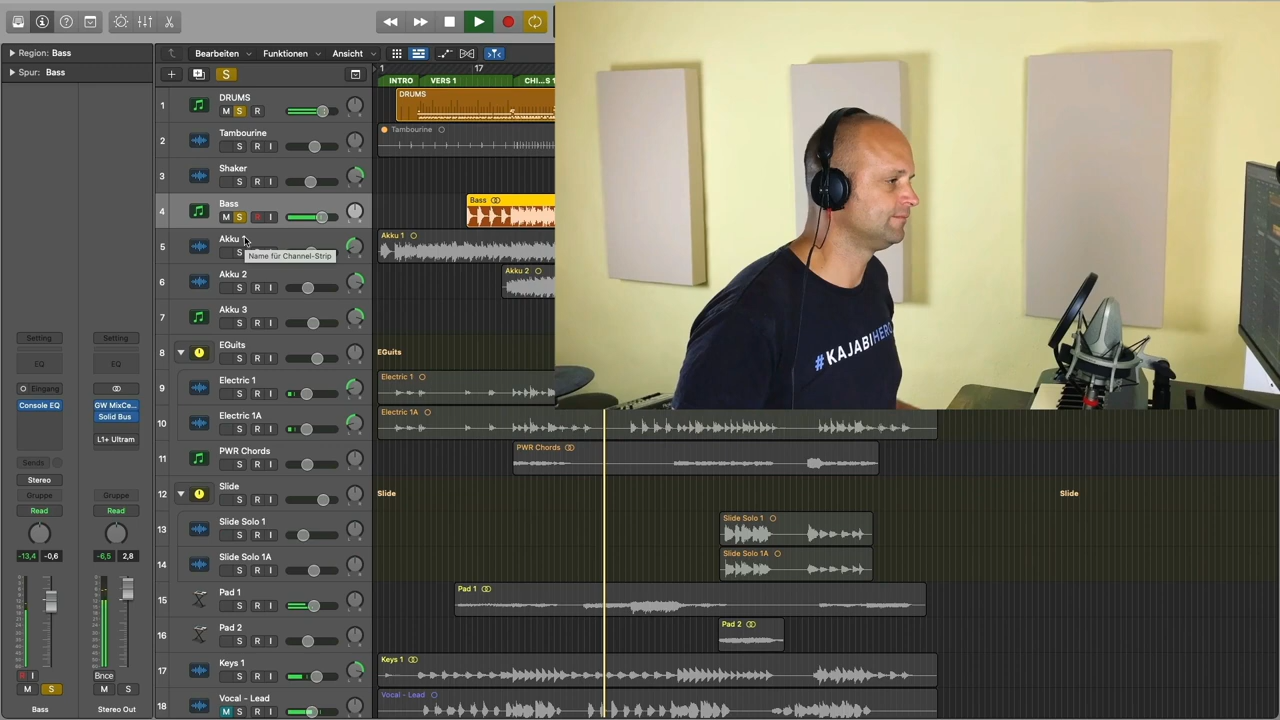 Region: Bass
Spur: Bass
Bearbeiten
Funktionen
Ansicht
1
17
INTRO
VERS 1
CHI...S 1
S
1
DRUMS
M S R
DRUMS
2
Tambourine
S R I
Tambourine
3
Shaker
S R I
4
Bass
M S R I
Bass
5
Akku
S
Name für Channel-Strip
Akku 1
6
Akku 2
S R I
Akku 2
7
Akku 3
S R I
8
EGuits
S R I
EGuits
9
Electric 1
S R I
Electric 1
10
Electric 1A
S R I
Electric 1A
11
PWR Chords
S R I
PWR Chords
12
Slide
S R I
Slide
Slide
13
Slide Solo 1
S R I
Slide Solo 1
14
Slide Solo 1A
S R I
Slide Solo 1A
15
Pad 1
S R I
Pad 1
16
Pad 2
S R I
Pad 2
17
Keys 1
S R I
Keys 1
18
Vocal - Lead
M S R I
Vocal - Lead
Setting
Setting
EQ
EQ
Eingang
Console EQ
GW MixCe...
Solid Bus
L1+ Ultram
Sends
Stereo
Gruppe
Gruppe
Read
Read
-13,4 -0,6
-6,5 2,8
R I
Bnce
M S
M S
Bass
Stereo Out
#KAJABIHERO